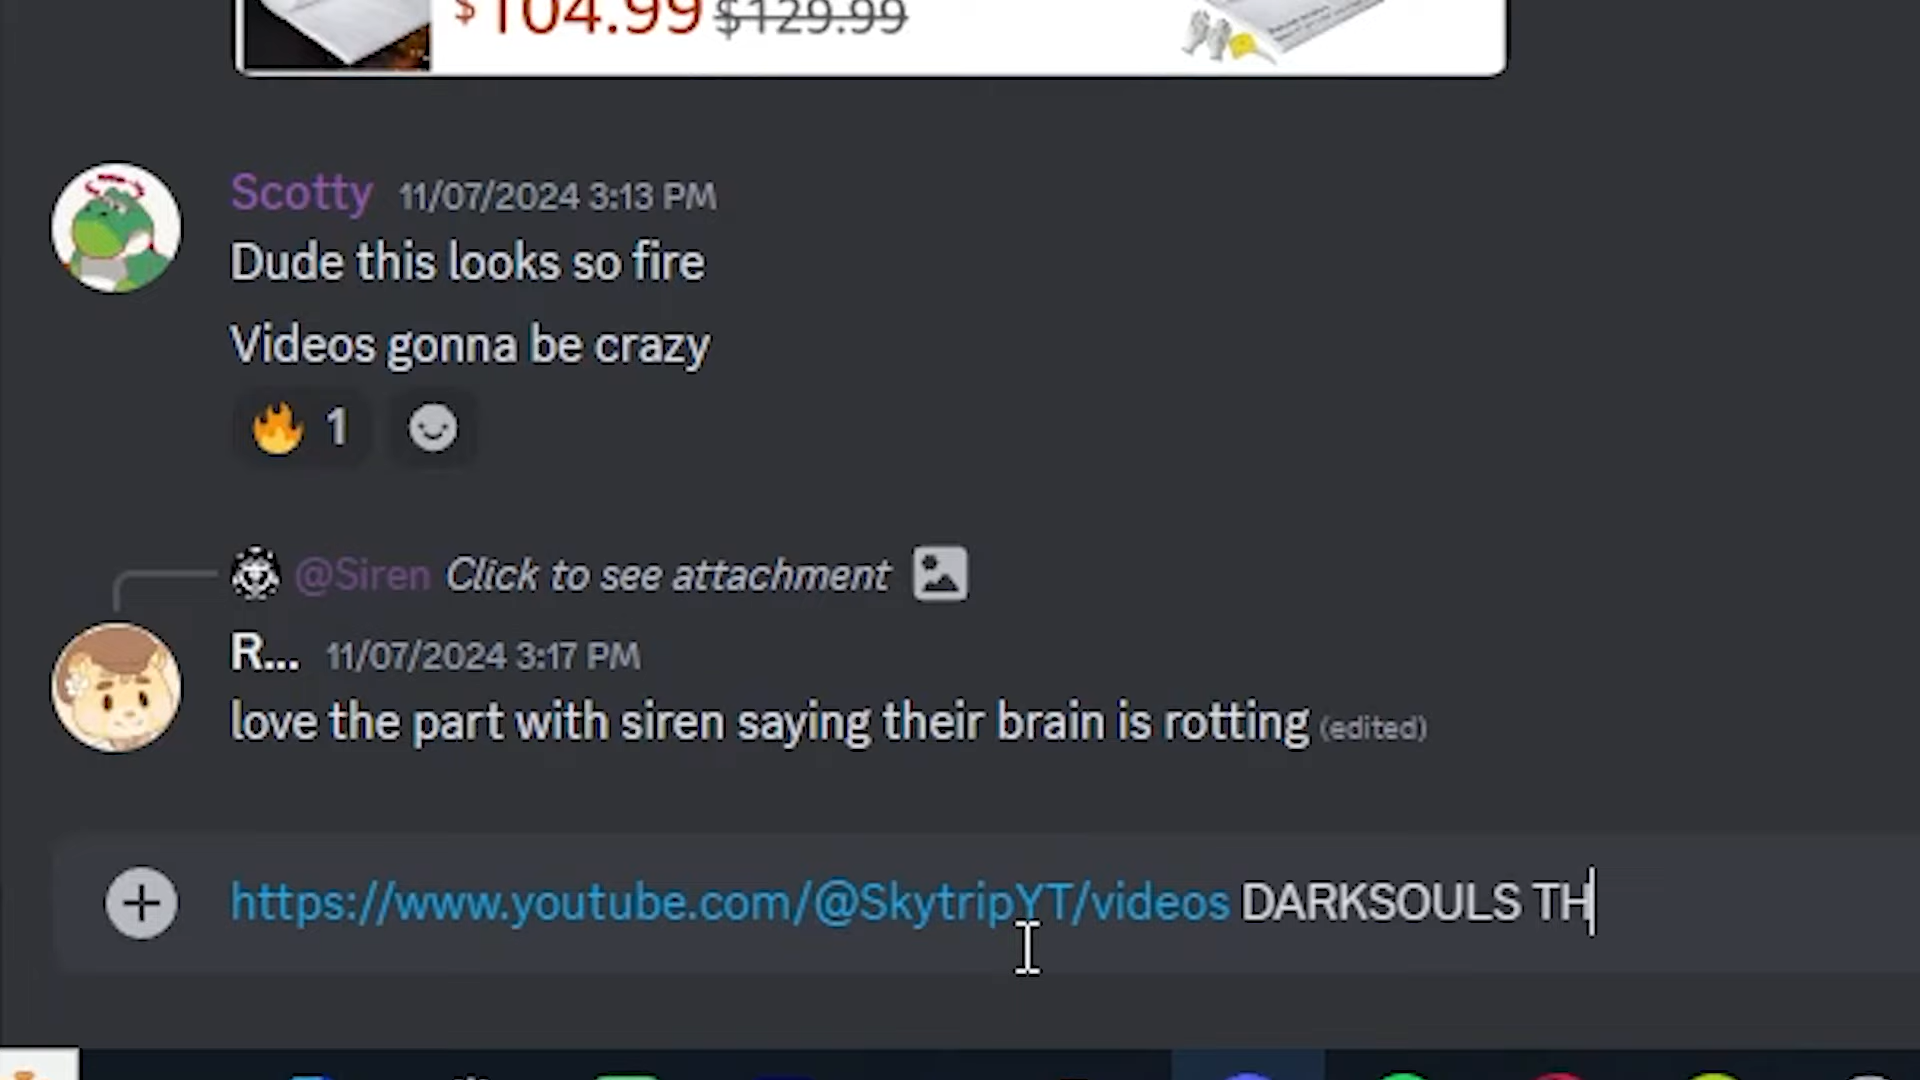 $104.99 $129.99
Scotty 11/07/2024 3:13 PM
Dude this looks so fire
Videos gonna be crazy
1
@Siren Click to see attachment
R... 11/07/2024 3:17 PM
love the part with siren saying their brain is rotting (edited)
https://www.youtube.com/@SkytripYT/videos DARKSOULS TH